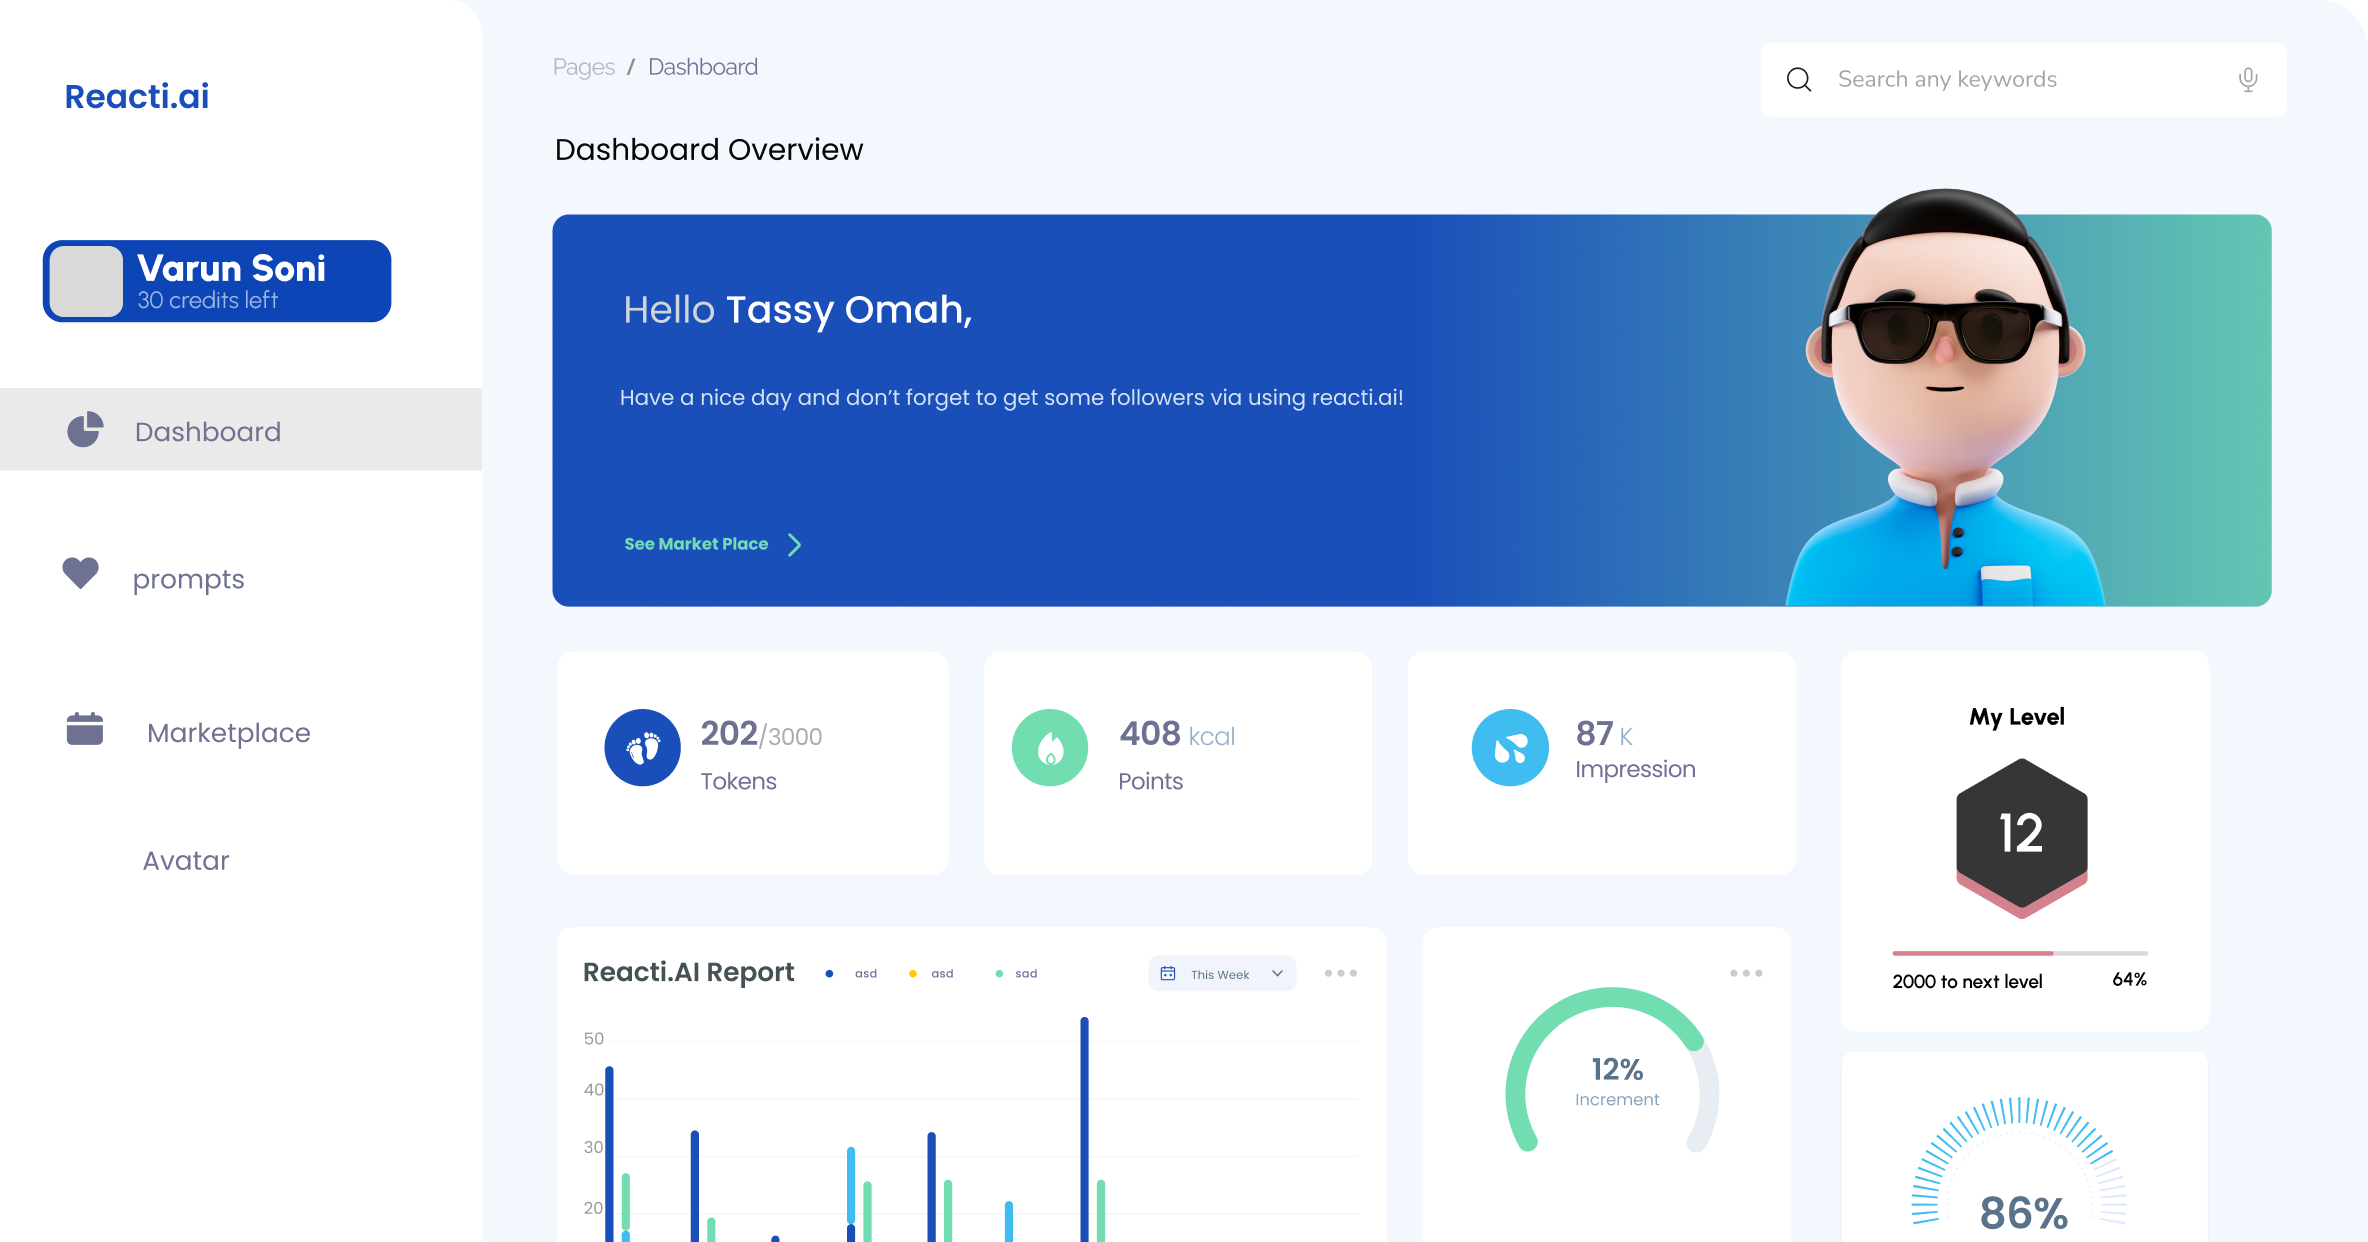 Reacti.ai
Varun Soni
30 credits left
Dashboard
prompts
Marketplace
Avatar
Pages / Dashboard
Search any keywords
Dashboard Overview
Hello Tassy Omah,
Have a nice day and don’t forget to get some followers via using reacti.ai!
See Market Place
202/3000
Tokens
408 kcal
Points
87 K
Impression
My Level
12
2000 to next level 64%
Reacti.AI Report asd asd sad This Week
50
40
30
20
12%
Increment
86%